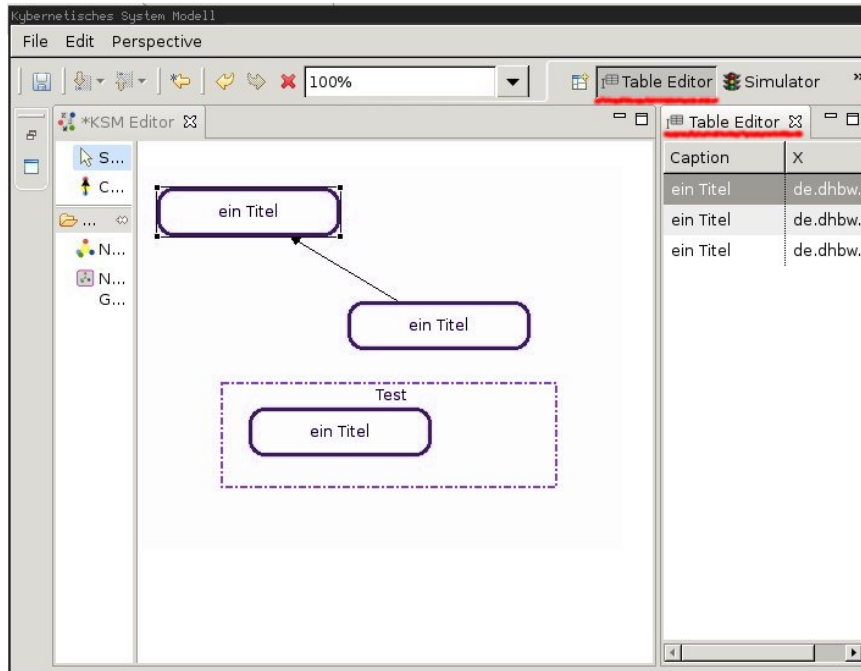 Kybernetisches System Modell
File Edit Perspective
100%
Table Editor Simulator »
*KSM Editor
Table Editor
S...
C...
...
N...
N...
G...
ein Titel
ein Titel
Test
ein Titel
Caption X
ein Titel de.dhbw.
ein Titel de.dhbw.
ein Titel de.dhbw.